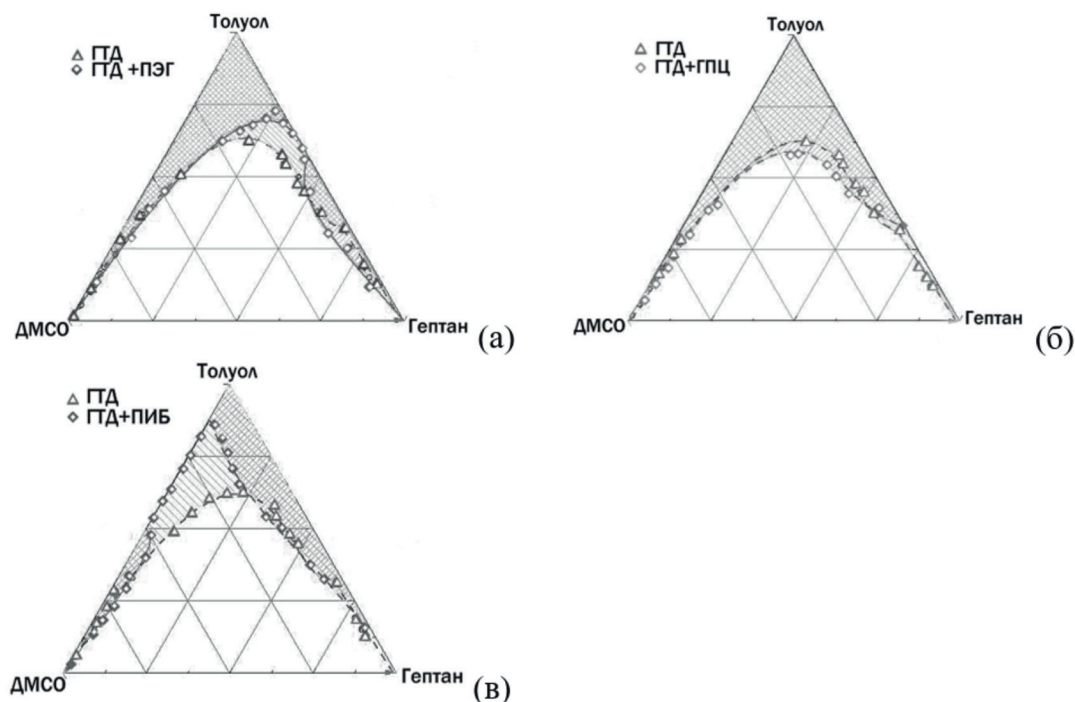 Толуол
ГТД
ГТД +ПЭГ
ДМСО
Гептан
(а)
Толуол
ГТД
ГТД+ГПЦ
ДМСО
Гептан
(б)
Толуол
ГТД
ГТД+ПИБ
ДМСО
Гептан
(в)